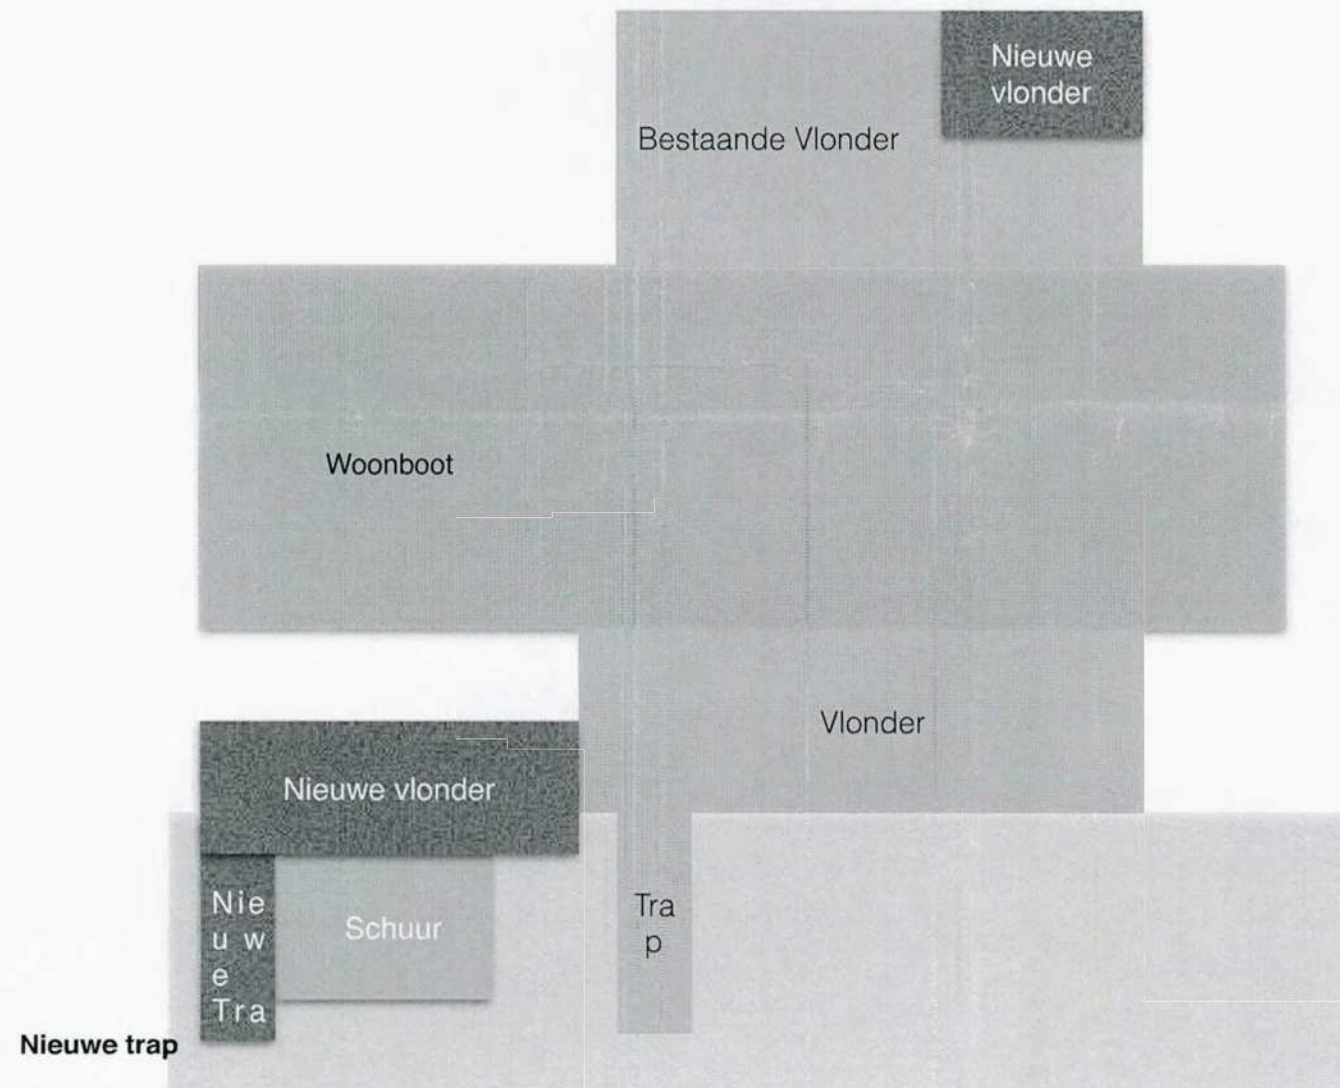 Nieuwe
vlonder
Bestaande Vlonder
Woonboot
Vlonder
Nieuwe vlonder
Nie
u w
e
Tra
Schuur
Tra
p
Nieuwe trap